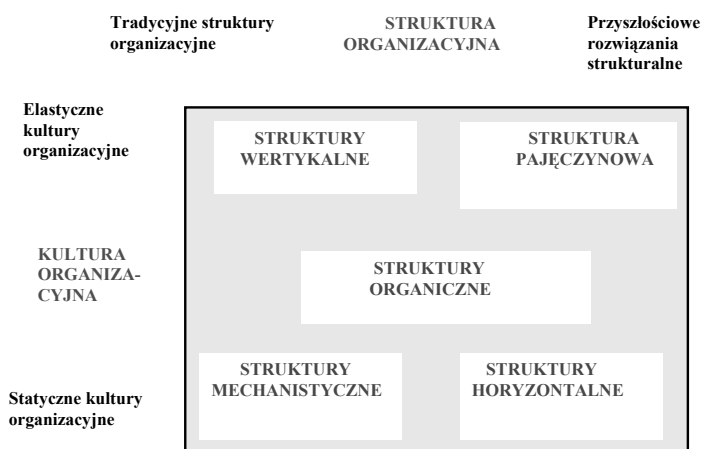 Tradycyjne struktury
organizacyjne
STRUKTURA
ORGANIZACYJNA
Przyszłościowe
rozwiązania
strukturalne
Elastyczne
kultury
organizacyjne
STRUKTURY
WERTYKALNE
STRUKTURA
PAJĘCZYNOWA
KULTURA
ORGANIZA-
CYJNA
STRUKTURY
ORGANICZNE
STRUKTURY
MECHANISTYCZNE
STRUKTURY
HORYZONTALNE
Statyczne kultury
organizacyjne